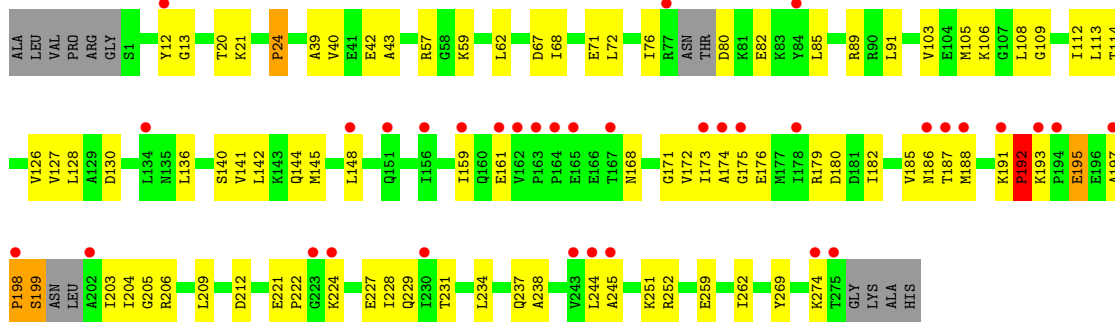 ALA LEU VAL PRO ARG GLY S1 Y12 G13 T20 K21 P24 A39 V40 E41 E42 A43 R57 G58 K59 L62 D67 I68 E71 L72 I76 R77 ASN THR D80 K81 E82 K83 Y84 L85 R89 R90 L91 V103 E104 M105 K106 G107 L108 G109 I112 L113 T114
V126 V127 L128 A129 D130 L134 N135 L136 S140 V141 L142 K143 Q144 M145 L148 Q151 I156 I159 Q160 E161 V162 P163 P164 E165 E166 T167 N168 G171 V172 I173 A174 G175 E176 M177 I178 R179 D180 D181 I182 V185 N186 T187 M188 K191 P192 K193 P194 E195 E196 A197
P198 S199 ASN LEU A202 I203 I204 G205 R206 L209 D212 E221 P222 G223 K224 E227 I228 Q229 I230 T231 L234 Q237 A238 V243 L244 A245 K251 R252 E259 I262 Y269 K274 T275 GLY LYS ALA HIS